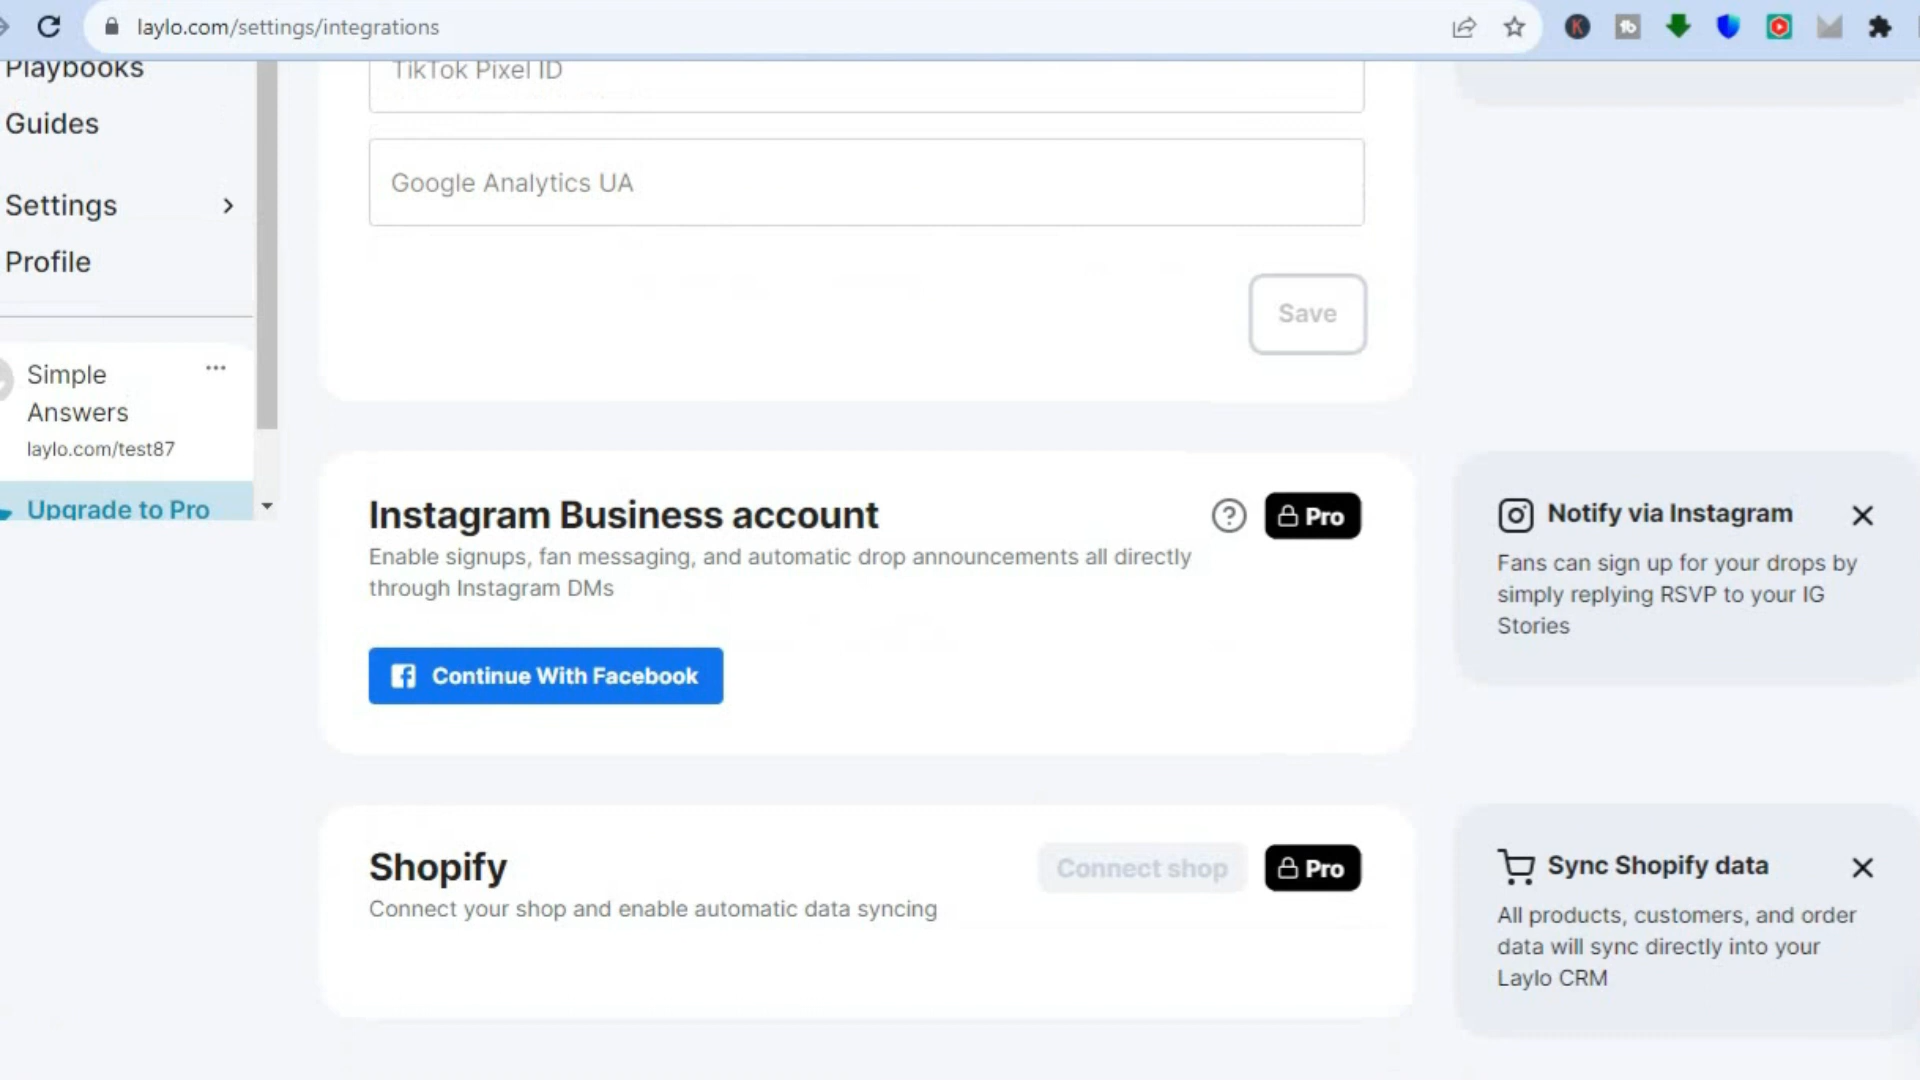 laylo.com/settings/integrations
Playbooks
Guides
Settings
Profile
Simple
Answers
laylo.com/test87
Upgrade to Pro
TikTok Pixel ID
Google Analytics UA
Save
Instagram Business account
Pro
Enable signups, fan messaging, and automatic drop announcements all directly
through Instagram DMs
Continue With Facebook
Notify via Instagram
Fans can sign up for your drops by
simply replying RSVP to your IG
Stories
Shopify
Connect shop
Pro
Connect your shop and enable automatic data syncing
Sync Shopify data
All products, customers, and order
data will sync directly into your
Laylo CRM